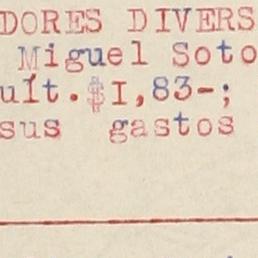 DORES DIVERS
Miguel Soto
ult.$I,83-;
sus gastos